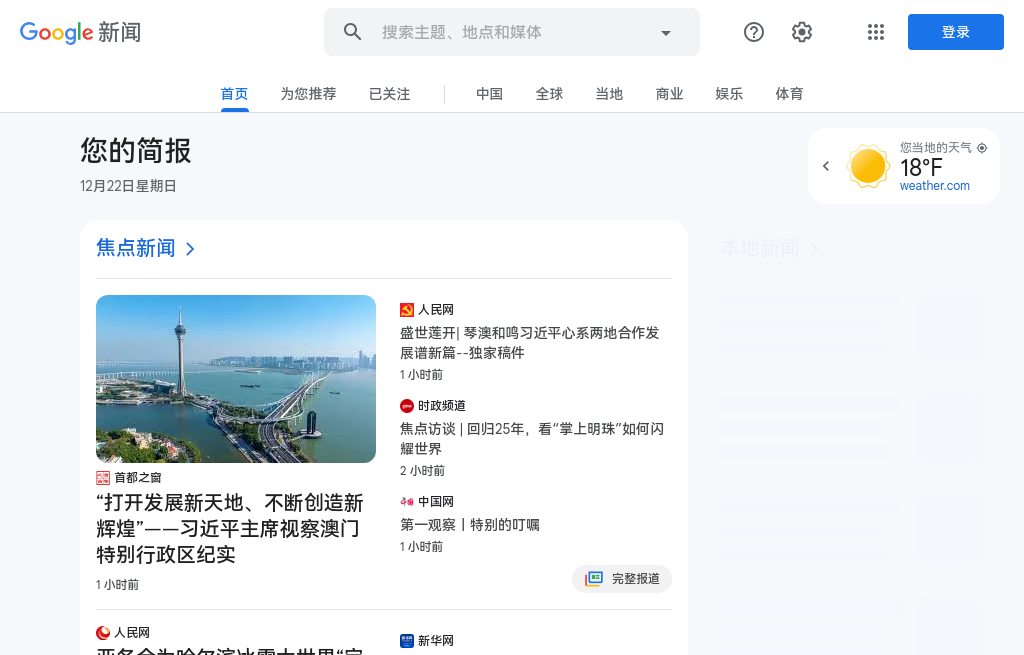 Google 新闻
搜索主题、地点和媒体
登录
首页
为您推荐
已关注
中国
全球
当地
商业
娱乐
体育
您的简报
12月22日星期日
您当地的天气
18°F
weather.com
焦点新闻
本地新闻
首都之窗
“打开发展新天地、不断创造新
辉煌”——习近平主席视察澳门
特别行政区纪实
1 小时前
人民网
盛世莲开| 琴澳和鸣习近平心系两地合作发
展谱新篇--独家稿件
1 小时前
时政频道
焦点访谈 | 回归25年，看“掌上明珠”如何闪
耀世界
2 小时前
中国网
第一观察丨特别的叮嘱
1 小时前
完整报道
人民网
新华网